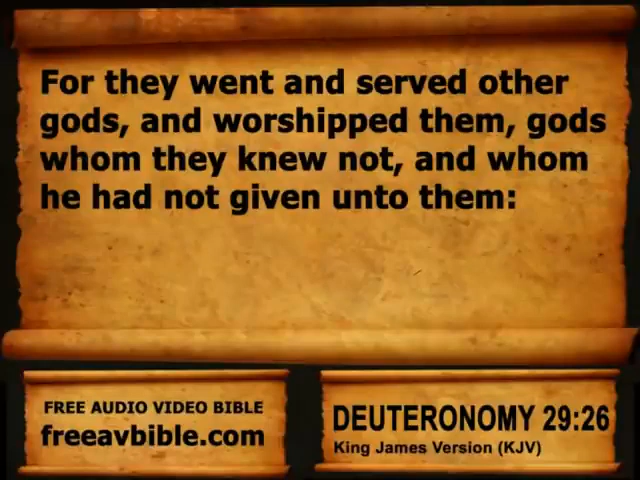 For they went and served other
gods, and worshipped them, gods
whom they knew not, and whom
he had not given unto them:
FREE AUDIO VIDEO BIBLE
freeavbible.com
DEUTERONOMY 29:26
King James Version (KJV)